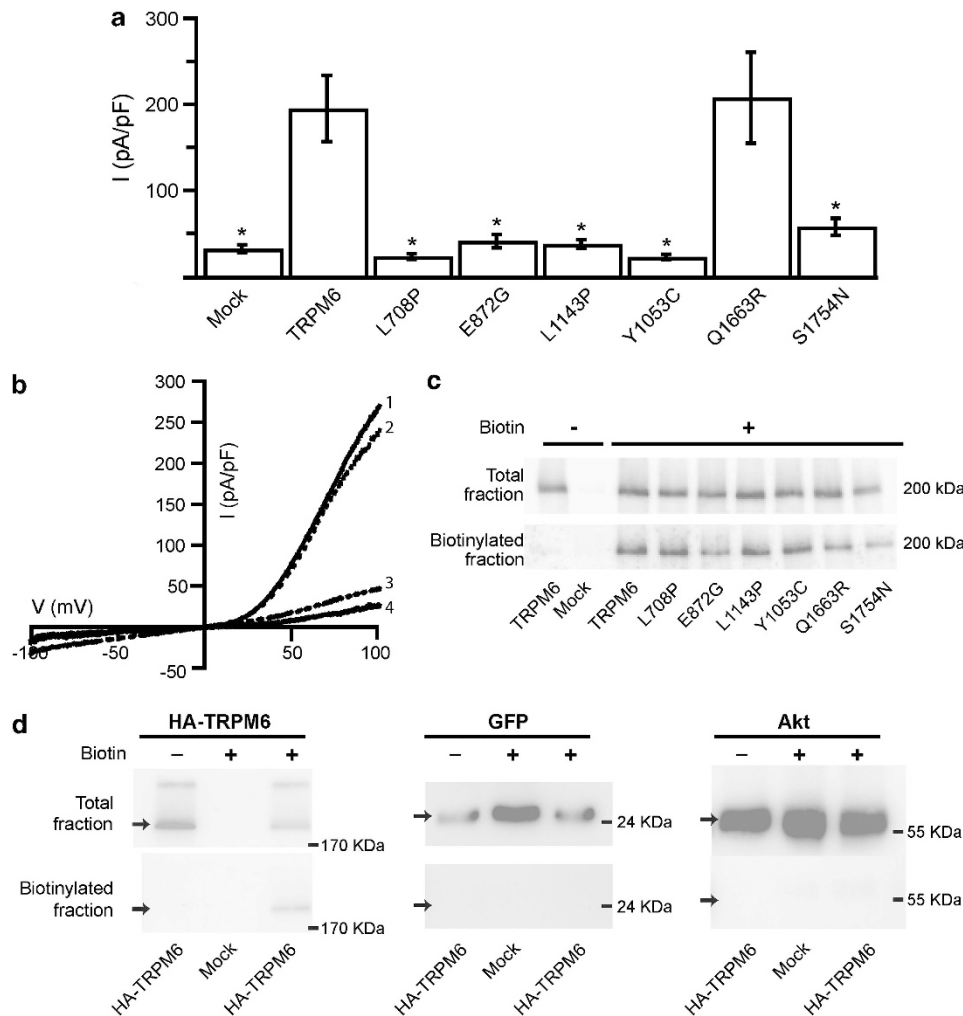 a
300
200
100
I (pA/pF)
*
*
*
*
*
*
Mock
TRPM6
L708P
E872G
L1143P
Y1053C
Q1663R
S1754N
b
300
250
200
150
100
50
-50
I (pA/pF)
V (mV)
-100
-50
50
100
1
2
3
4
c
Biotin - +
Total
fraction
200 kDa
Biotinylated
fraction
200 kDa
TRPM6
Mock
TRPM6
L708P
E872G
L1143P
Y1053C
Q1663R
S1754N
d
HA-TRPM6
Biotin – + +
Total
fraction
170 KDa
Biotinylated
fraction
170 KDa
HA-TRPM6
Mock
HA-TRPM6
GFP
– + +
24 KDa
24 KDa
HA-TRPM6
Mock
HA-TRPM6
Akt
– + +
55 KDa
55 KDa
HA-TRPM6
Mock
HA-TRPM6